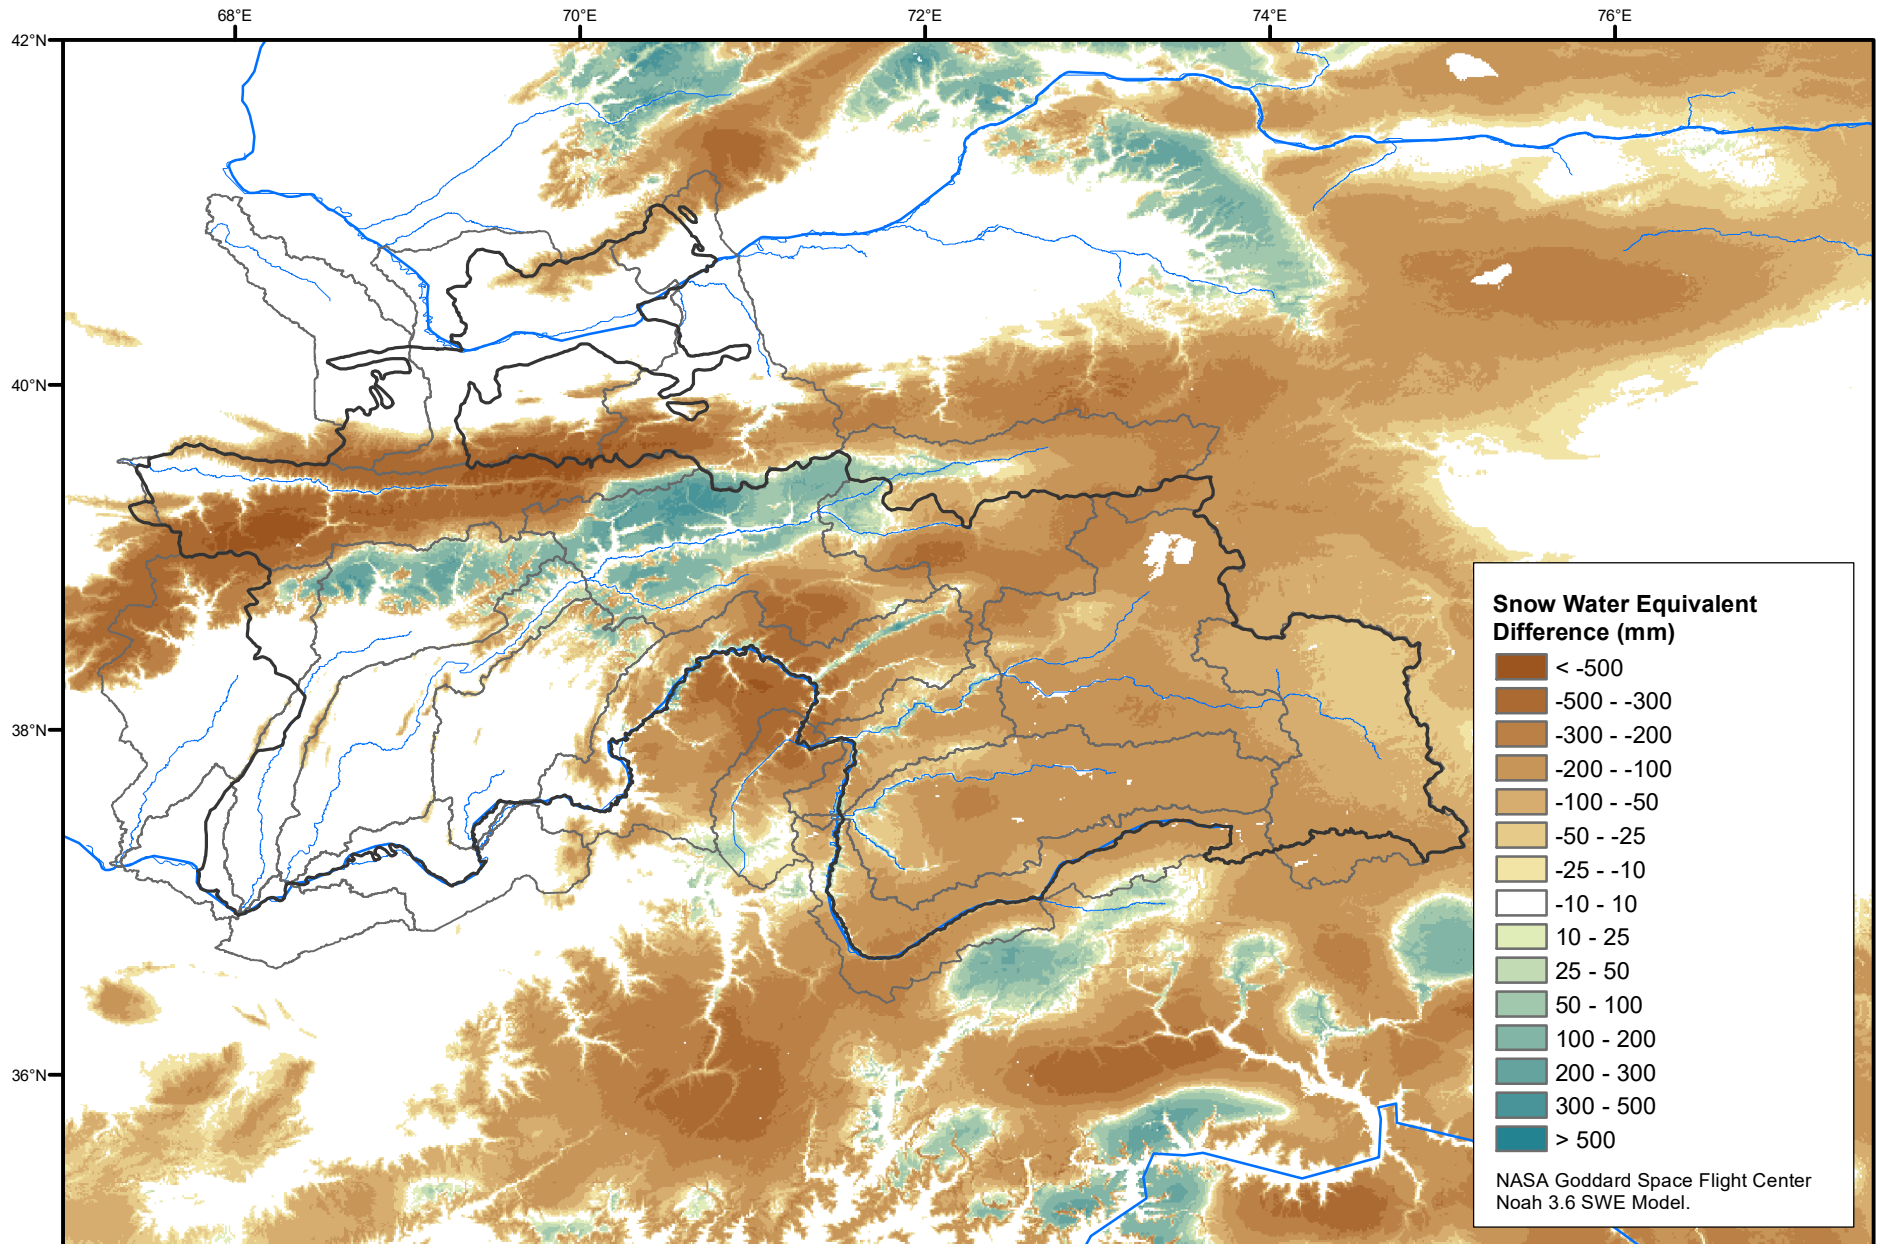 68°E
70°E
72°E
74°E
76°E
42°N
40°N
38°N
36°N
Snow Water Equivalent
Difference (mm)
< -500
-500 - -300
-300 - -200
-200 - -100
-100 - -50
-50 - -25
-25 - -10
-10 - 10
10 - 25
25 - 50
50 - 100
100 - 200
200 - 300
300 - 500
> 500
NASA Goddard Space Flight Center
Noah 3.6 SWE Model.